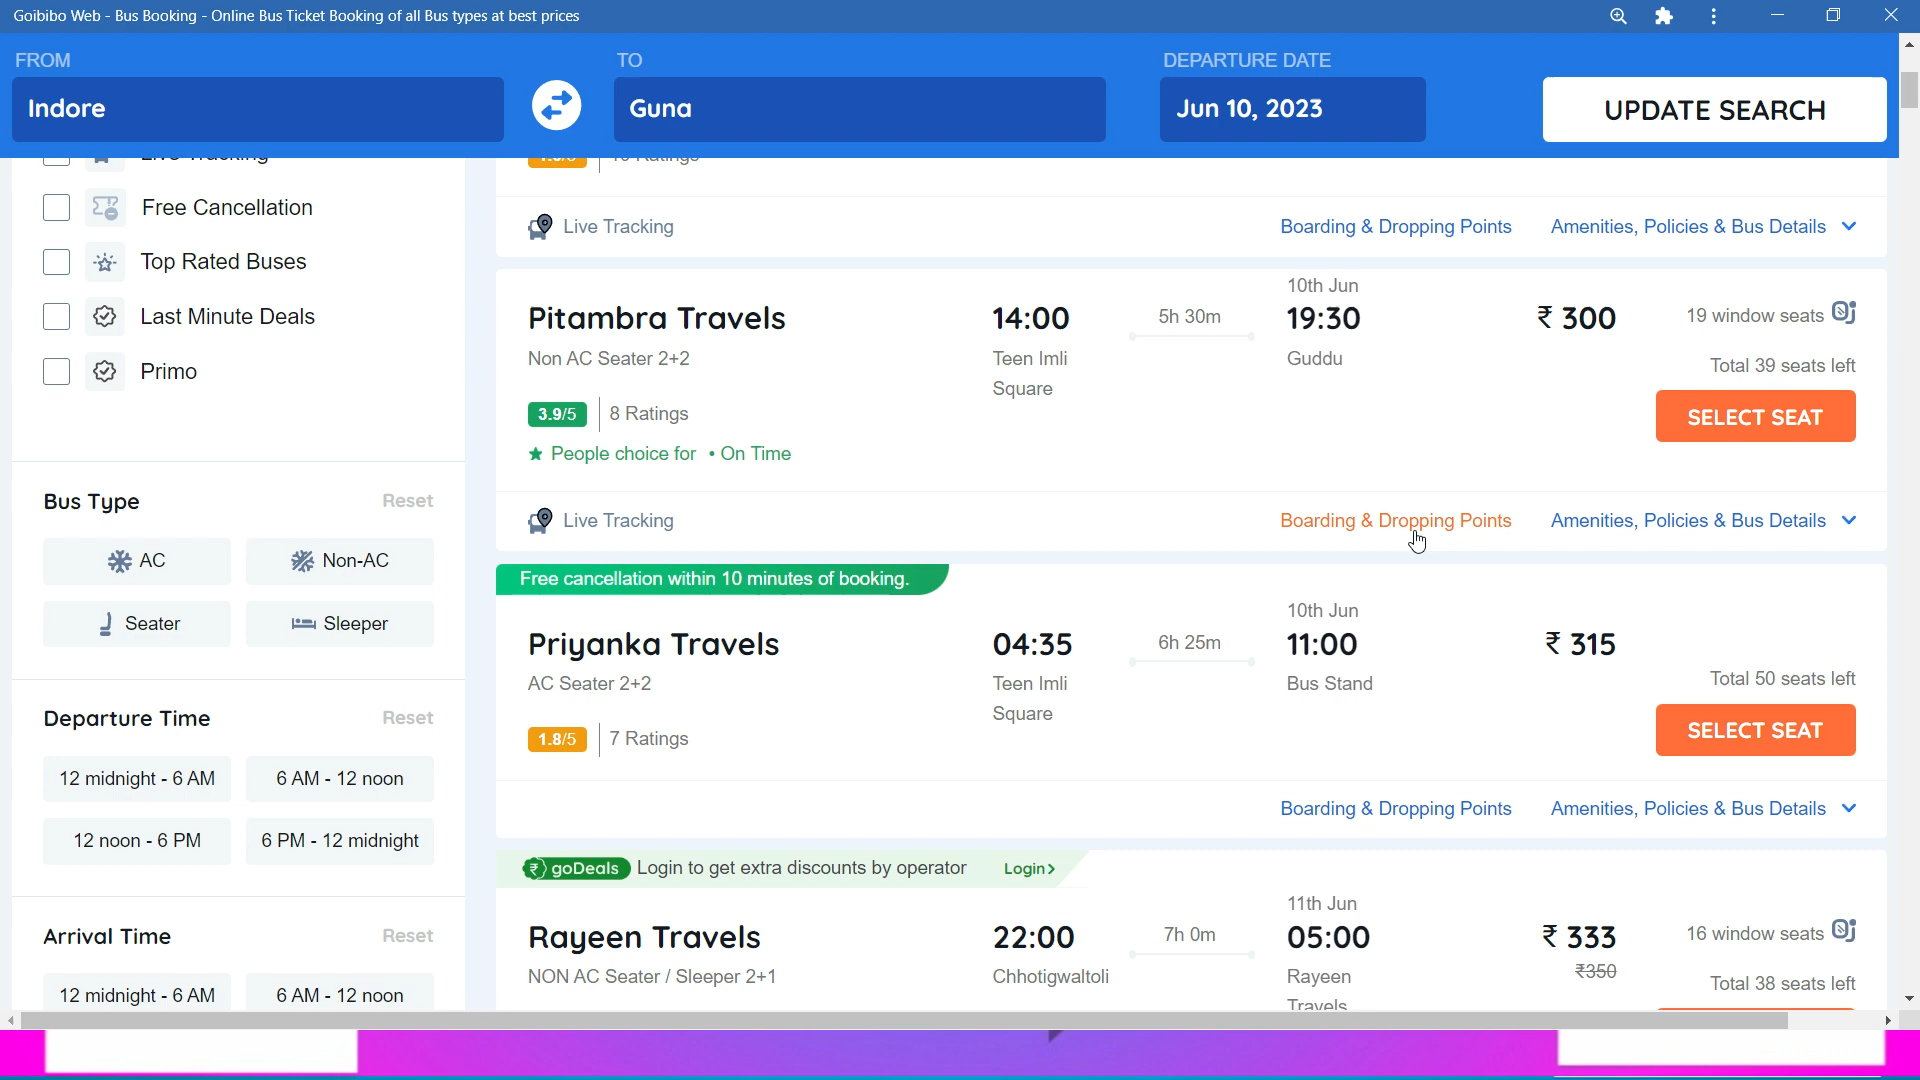 Goibibo Web - Bus Booking - Online Bus Ticket Booking of all Bus types at best prices
FROM
TO
DEPARTURE DATE
Indore
Guna
Jun 10, 2023
UPDATE SEARCH
Live Tracking
Free Cancellation
Top Rated Buses
Last Minute Deals
Primo
Bus Type
Reset
AC
Non-AC
Seater
Sleeper
Departure Time
Reset
12 midnight - 6 AM
6 AM - 12 noon
12 noon - 6 PM
6 PM - 12 midnight
Arrival Time
Reset
12 midnight - 6 AM
6 AM - 12 noon
Ratings
Live Tracking
Boarding & Dropping Points
Amenities, Policies & Bus Details
10th Jun
Pitambra Travels
14:00
5h 30m
19:30
₹ 300
19 window seats
Non AC Seater 2+2
Teen Imli
Square
Guddu
Total 39 seats left
3.9/5
8 Ratings
SELECT SEAT
People choice for • On Time
Live Tracking
Boarding & Dropping Points
Amenities, Policies & Bus Details
Free cancellation within 10 minutes of booking.
10th Jun
Priyanka Travels
04:35
6h 25m
11:00
₹ 315
AC Seater 2+2
Teen Imli
Square
Bus Stand
Total 50 seats left
1.8/5
7 Ratings
SELECT SEAT
Boarding & Dropping Points
Amenities, Policies & Bus Details
₹ goDeals Login to get extra discounts by operator Login>
11th Jun
Rayeen Travels
22:00
7h 0m
05:00
₹ 333
16 window seats
₹350
NON AC Seater / Sleeper 2+1
Chhotigwaltoli
Rayeen
Travels
Total 38 seats left